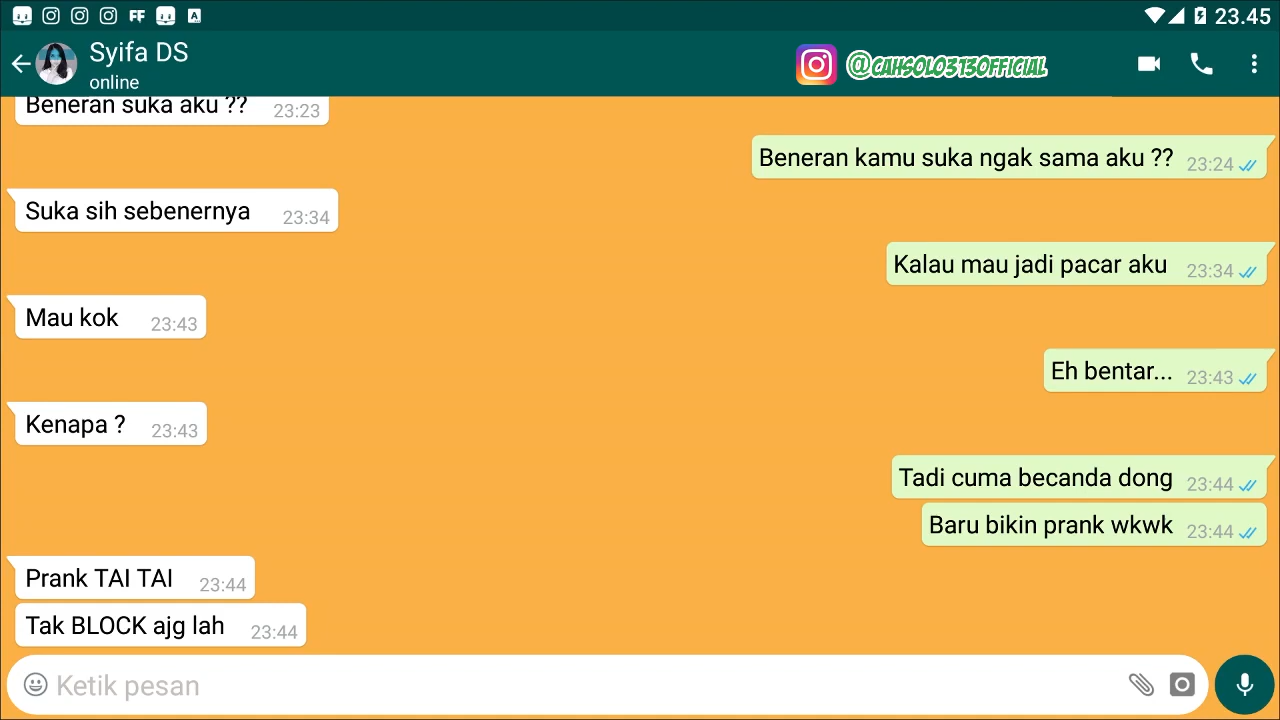 FF
A
23.45
Syifa DS
online
@CAHSOLO313OFFICIAL
Beneran suka aku ?? 23:23
Beneran kamu suka ngak sama aku ?? 23:24
Suka sih sebenernya 23:34
Kalau mau jadi pacar aku 23:34
Mau kok 23:43
Eh bentar... 23:43
Kenapa ? 23:43
Tadi cuma becanda dong 23:44
Baru bikin prank wkwk 23:44
Prank TAI TAI 23:44
Tak BLOCK ajg lah 23:44
Ketik pesan